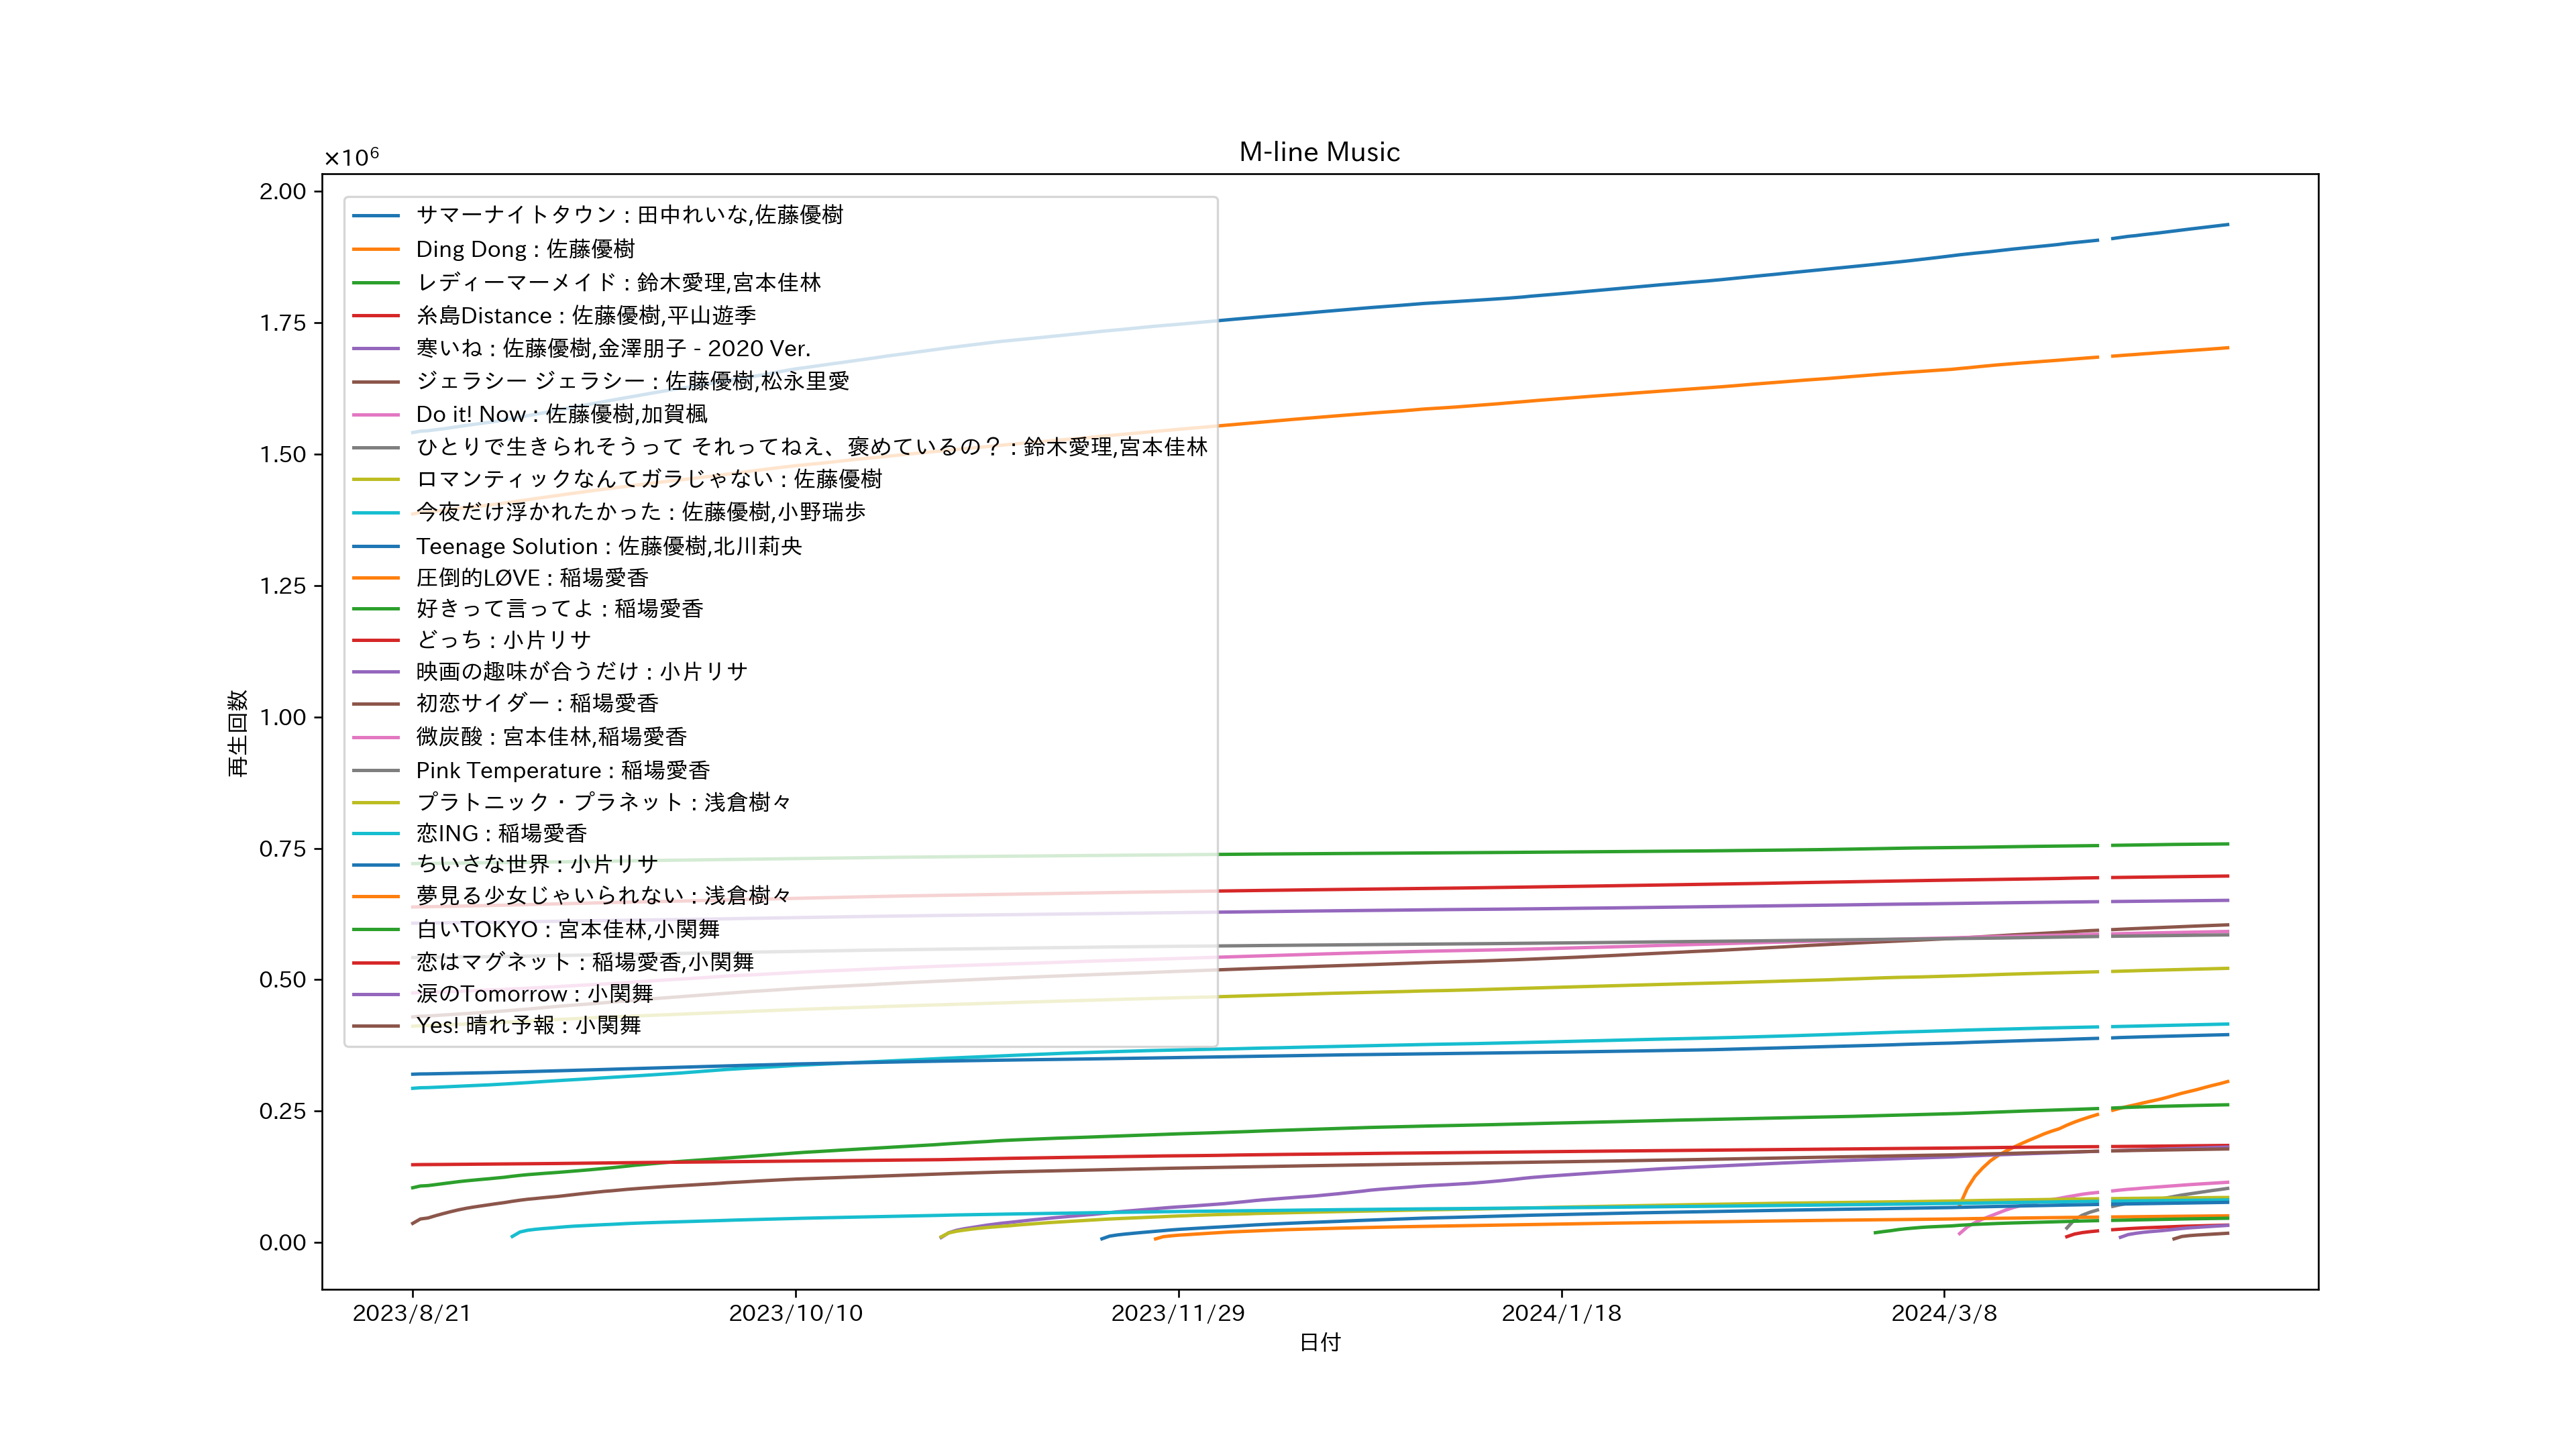 M-line Music
×10⁶
2.00
1.75
1.50
1.25
1.00
0.75
0.50
0.25
0.00
再生回数
サマーナイトタウン : 田中れいな,佐藤優樹
Ding Dong : 佐藤優樹
レディーマーメイド : 鈴木愛理,宮本佳林
糸島Distance : 佐藤優樹,平山遊季
寒いね : 佐藤優樹,金澤朋子 - 2020 Ver.
ジェラシー ジェラシー : 佐藤優樹,松永里愛
Do it! Now : 佐藤優樹,加賀楓
ひとりで生きられそうって それってねえ、褒めているの？ : 鈴木愛理,宮本佳林
ロマンティックなんてガラじゃない : 佐藤優樹
今夜だけ浮かれたかった : 佐藤優樹,小野瑞歩
Teenage Solution : 佐藤優樹,北川莉央
圧倒的LØVE : 稲場愛香
好きって言ってよ : 稲場愛香
どっち : 小片リサ
映画の趣味が合うだけ : 小片リサ
初恋サイダー : 稲場愛香
微炭酸 : 宮本佳林,稲場愛香
Pink Temperature : 稲場愛香
プラトニック・プラネット : 浅倉樹々
恋ING : 稲場愛香
ちいさな世界 : 小片リサ
夢見る少女じゃいられない : 浅倉樹々
白いTOKYO : 宮本佳林,小関舞
恋はマグネット : 稲場愛香,小関舞
涙のTomorrow : 小関舞
Yes! 晴れ予報 : 小関舞
2023/8/21
2023/10/10
2023/11/29
2024/1/18
2024/3/8
日付